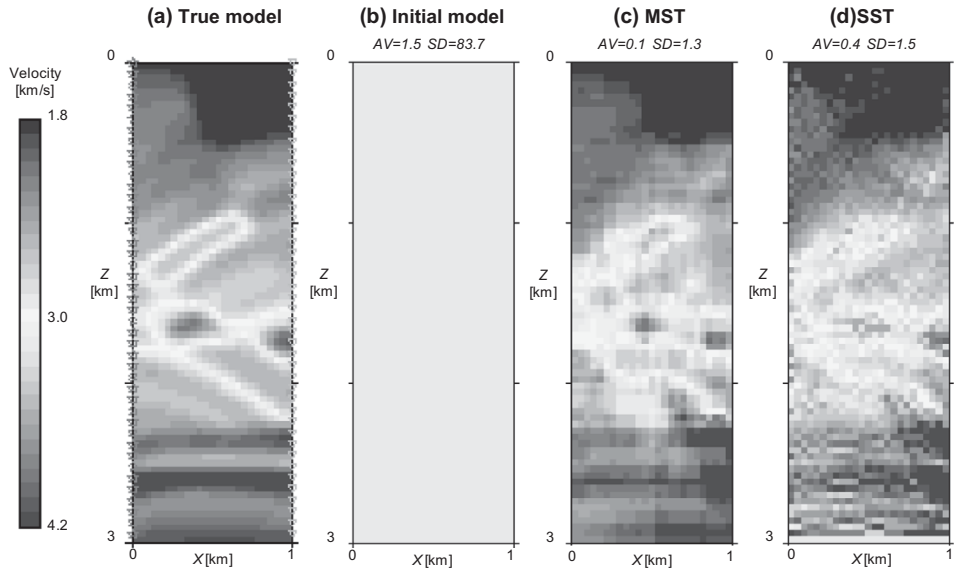 (a) True model
(b) Initial model
(c) MST
(d)SST
AV=1.5 SD=83.7
AV=0.1 SD=1.3
AV=0.4 SD=1.5
Velocity
[km/s]
1.8
3.0
4.2
0
Z
[km]
3
0
X[km]
1
0
Z
[km]
3
0
X[km]
1
0
Z
[km]
3
0
X[km]
1
0
Z
[km]
3
0
X[km]
1